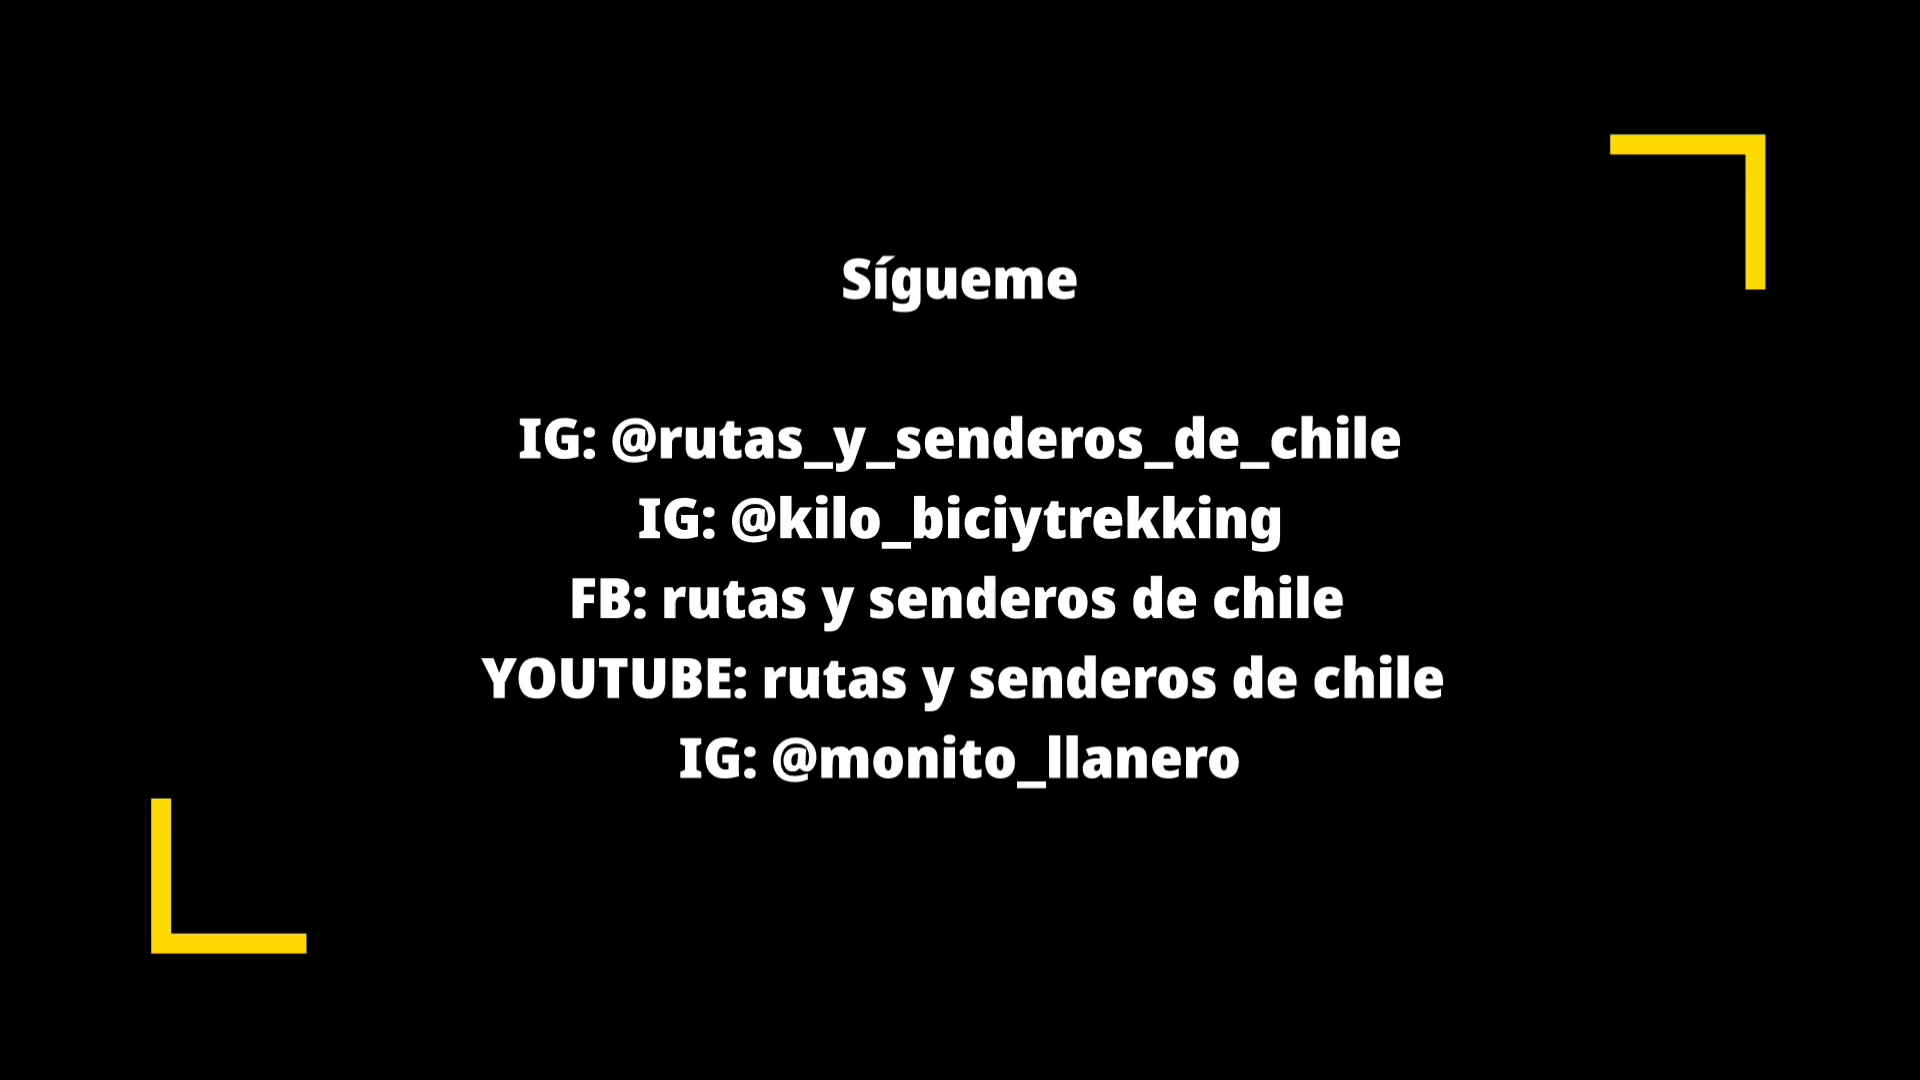 Sígueme
IG: @rutas_y_senderos_de_chile
IG: @kilo_biciytrekking
FB: rutas y senderos de chile
YOUTUBE: rutas y senderos de chile
IG: @monito_llanero